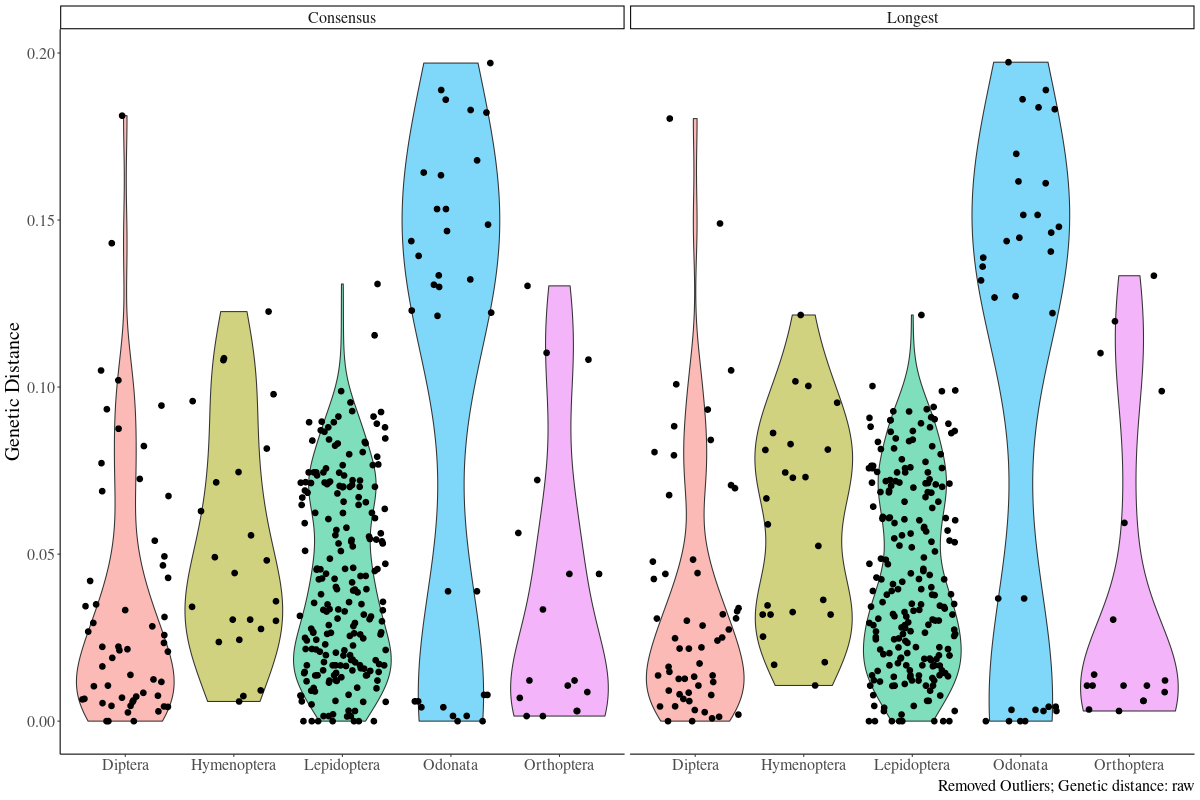 Consensus
Longest
Genetic Distance
0.20
0.15
0.10
0.05
0.00
Diptera Hymenoptera Lepidoptera Odonata Orthoptera
Diptera Hymenoptera Lepidoptera Odonata Orthoptera
Removed Outliers; Genetic distance: raw